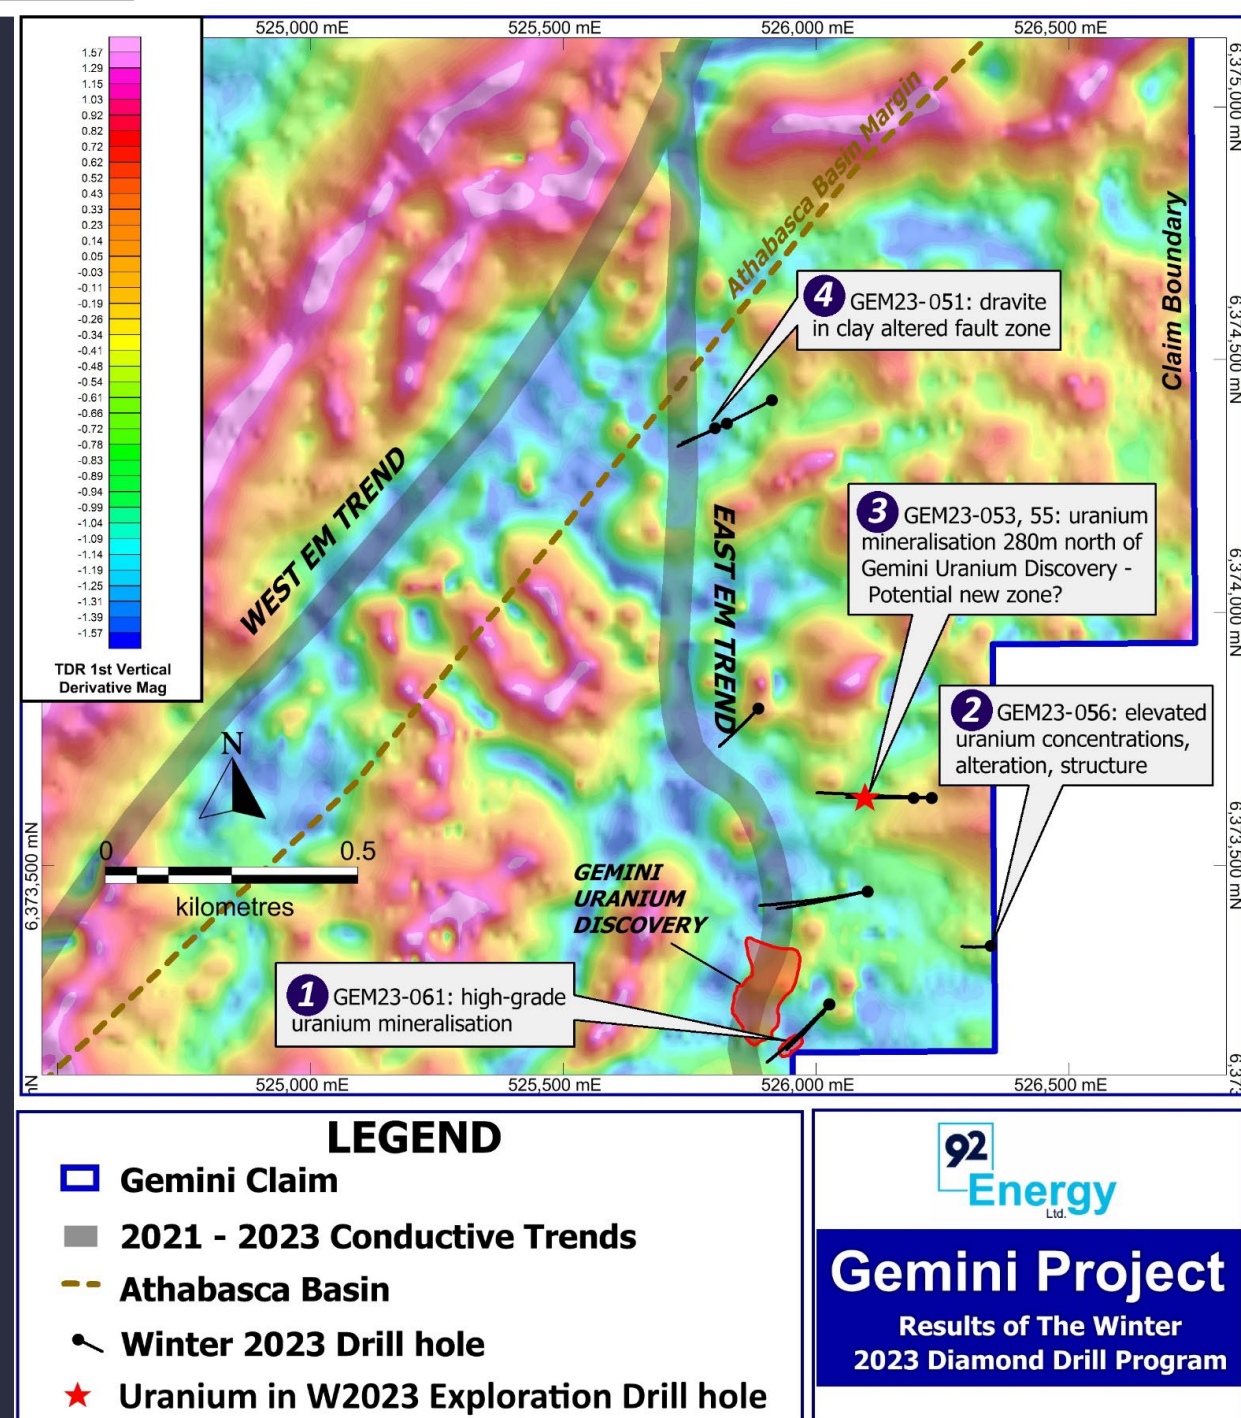 525,000 mE
525,500 mE
526,000 mE
526,500 mE
1.57
1.29
1.15
1.03
0.92
0.82
0.72
0.62
0.52
0.43
0.33
0.23
0.14
0.05
-0.03
-0.11
-0.19
-0.26
-0.34
-0.41
-0.48
-0.54
-0.61
-0.66
-0.72
-0.78
-0.83
-0.89
-0.94
-0.99
-1.04
-1.09
-1.14
-1.19
-1.25
-1.31
-1.39
-1.57
TDR 1st Vertical
Derivative Mag
6,375,000 mN
6,374,500 mN
6,374,000 mN
6,373,500 mN
6,373
Athabasca Basin Margin
Claim Boundary
4 GEM23-051: dravite
in clay altered fault zone
WEST EM TREND
EAST EM TREND
3 GEM23-053, 55: uranium
mineralisation 280m north of
Gemini Uranium Discovery -
Potential new zone?
2 GEM23-056: elevated
uranium concentrations,
alteration, structure
N
0 0.5
kilometres
6,373,500 mN
GEMINI
URANIUM
DISCOVERY
1 GEM23-061: high-grade
uranium mineralisation
mN
525,000 mE
525,500 mE
526,000 mE
526,500 mE
LEGEND
Gemini Claim
2021 - 2023 Conductive Trends
Athabasca Basin
Winter 2023 Drill hole
Uranium in W2023 Exploration Drill hole
92
Energy
Ltd.
Gemini Project
Results of The Winter
2023 Diamond Drill Program